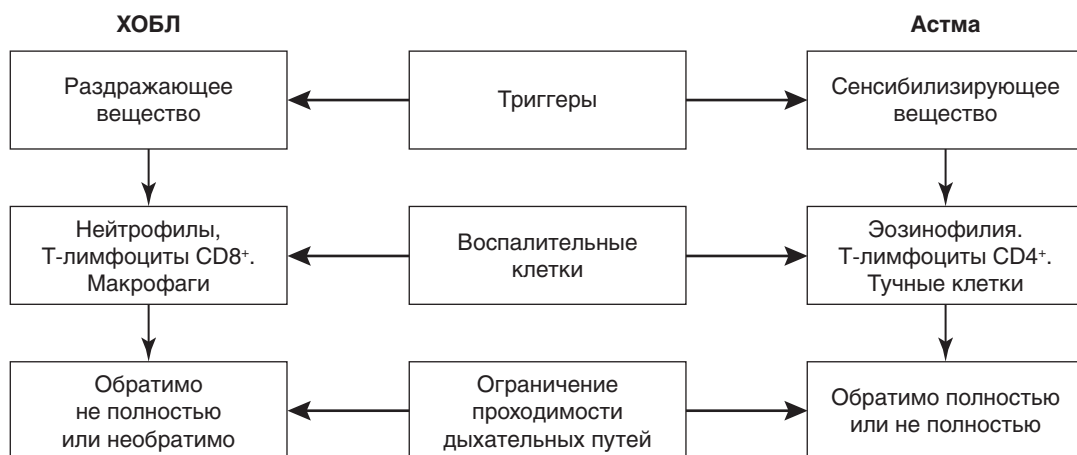 ХОБЛ
Астма
Раздражающее
вещество
Триггеры
Сенсибилизирующее
вещество
Нейтрофилы,
Т-лимфоциты CD8⁺.
Макрофаги
Воспалительные
клетки
Эозинофилия.
Т-лимфоциты CD4⁺.
Тучные клетки
Обратимо
не полностью
или необратимо
Ограничение
проходимости
дыхательных путей
Обратимо полностью
или не полностью